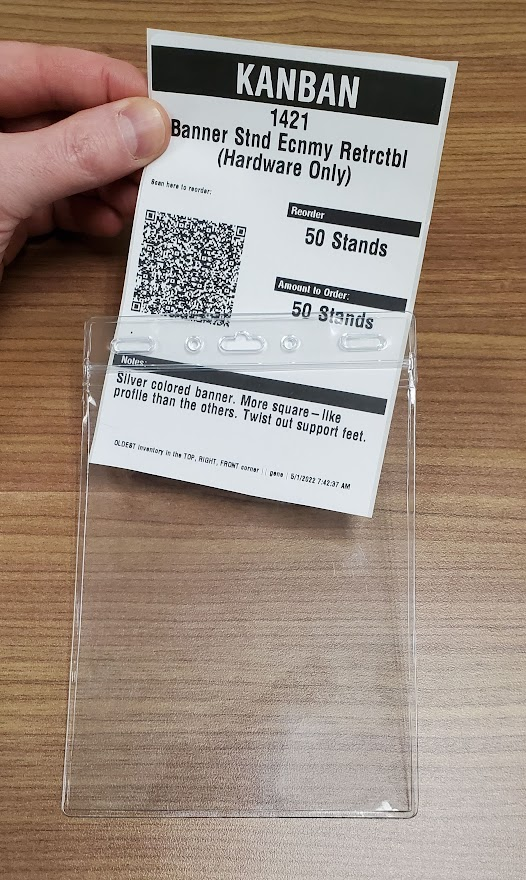 KANBAN
1421
Banner Stnd Ecnmy Retrctbl
(Hardware Only)
Scan here to reorder:
Reorder
50 Stands
Amount to Order:
50 Stands
Notes:
Silver colored banner. More square-like
profile than the others. Twist out support feet.
OLDEST inventory in the TOP, RIGHT, FRONT corner || gene | 5/1/2022 7:42:37 AM